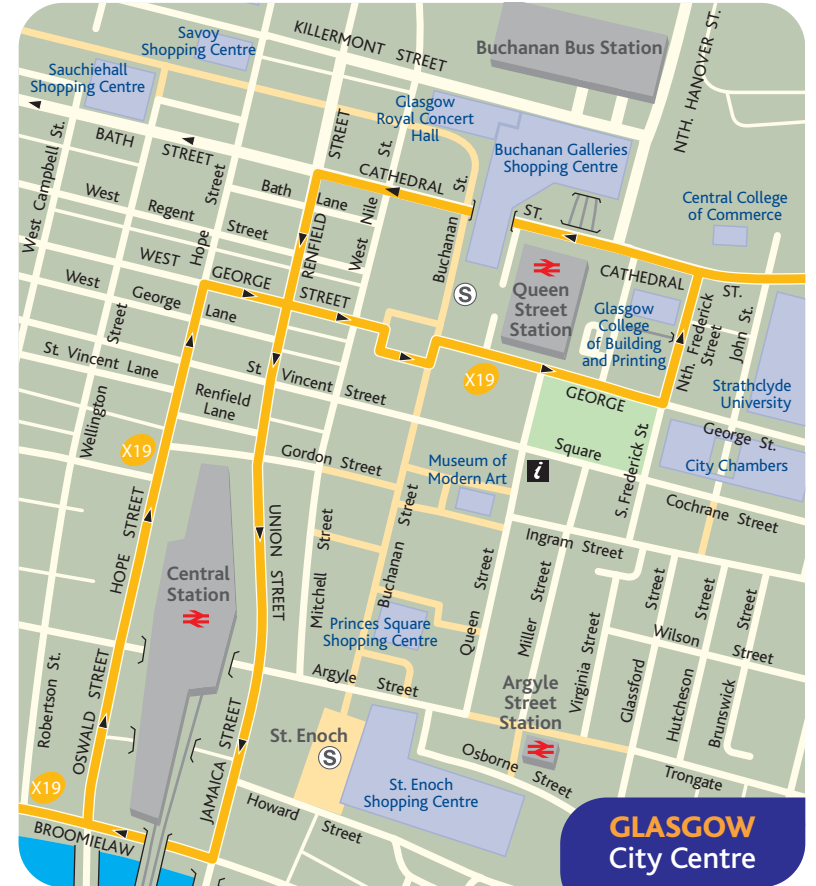 Savoy
Shopping Centre
KILLERMONT STREET
Buchanan Bus Station
NTH. HANOVER ST.
Sauchiehall
Shopping Centre
Glasgow
Royal Concert
Hall
STREET
St.
BATH STREET
Buchanan Galleries
Shopping Centre
West Campbell St.
CATHEDRAL
St.
ST.
Central College
of Commerce
West Regent Street
Hope Street
Bath Lane
RENFIELD
West Nile
Buchanan
S
Queen
Street
Station
CATHEDRAL ST.
WEST GEORGE STREET
West George Lane
Glasgow
College
of Building
and Printing
Nth. Frederick
Street
John St.
Strathclyde
University
St Vincent Lane
Wellington Street
Renfield
Lane
St Vincent Street
X19
GEORGE
Square
George St.
City Chambers
X19
Gordon Street
Museum of
Modern Art
i
S. Frederick St
Cochrane Street
HOPE STREET
Central
Station
UNION STREET
Mitchell Street
Buchanan Street
Queen Street
Ingram Street
Miller Street
Virginia Street
Glassford Street
Hutcheson Street
Brunswick Street
Wilson Street
Princes Square
Shopping Centre
Argyle Street
Argyle
Street
Station
Robertson St.
OSWALD STREET
JAMAICA STREET
St. Enoch
S
Osborne Street
Trongate
St. Enoch
Shopping Centre
X19
Howard Street
BROOMIELAW
GLASGOW
City Centre